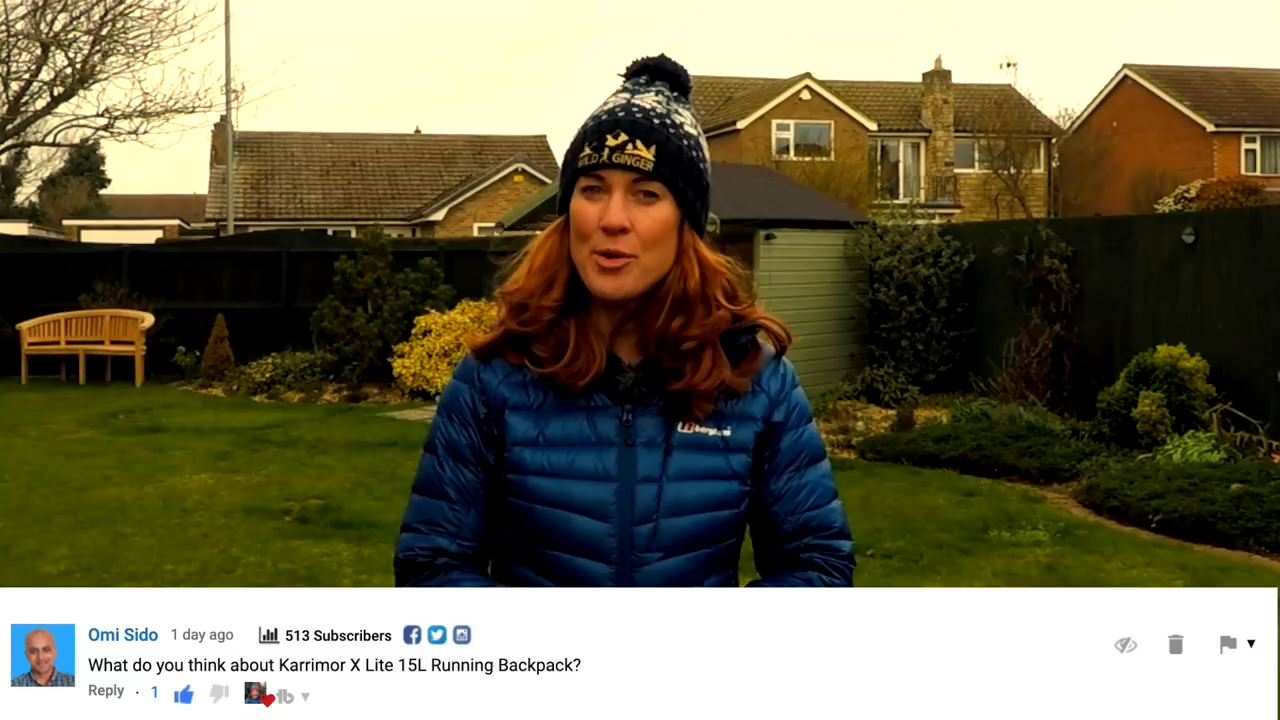 WILD GINGER
Omi Sido 1 day ago 513 Subscribers
What do you think about Karrimor X Lite 15L Running Backpack?
Reply · 1